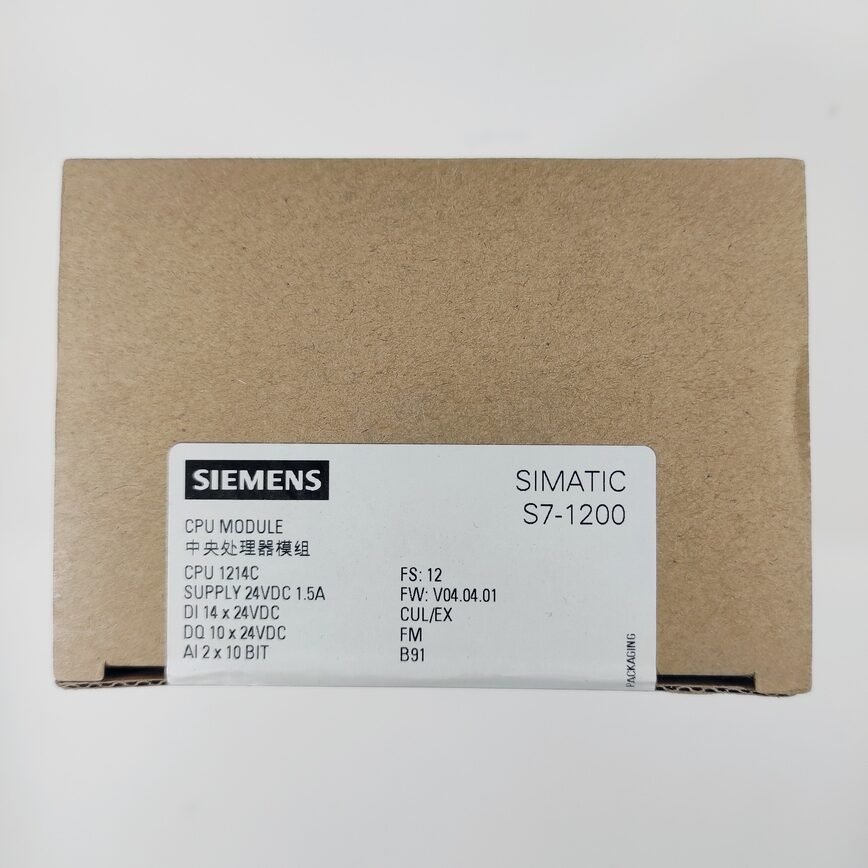 SIEMENS
SIMATIC
S7-1200
CPU MODULE
中央处理器模组
CPU 1214C
SUPPLY 24VDC 1.5A
DI 14 x 24VDC
DQ 10 x 24VDC
AI 2 x 10 BIT
FS: 12
FW: V04.04.01
CUL/EX
FM
B91
PACKAGING